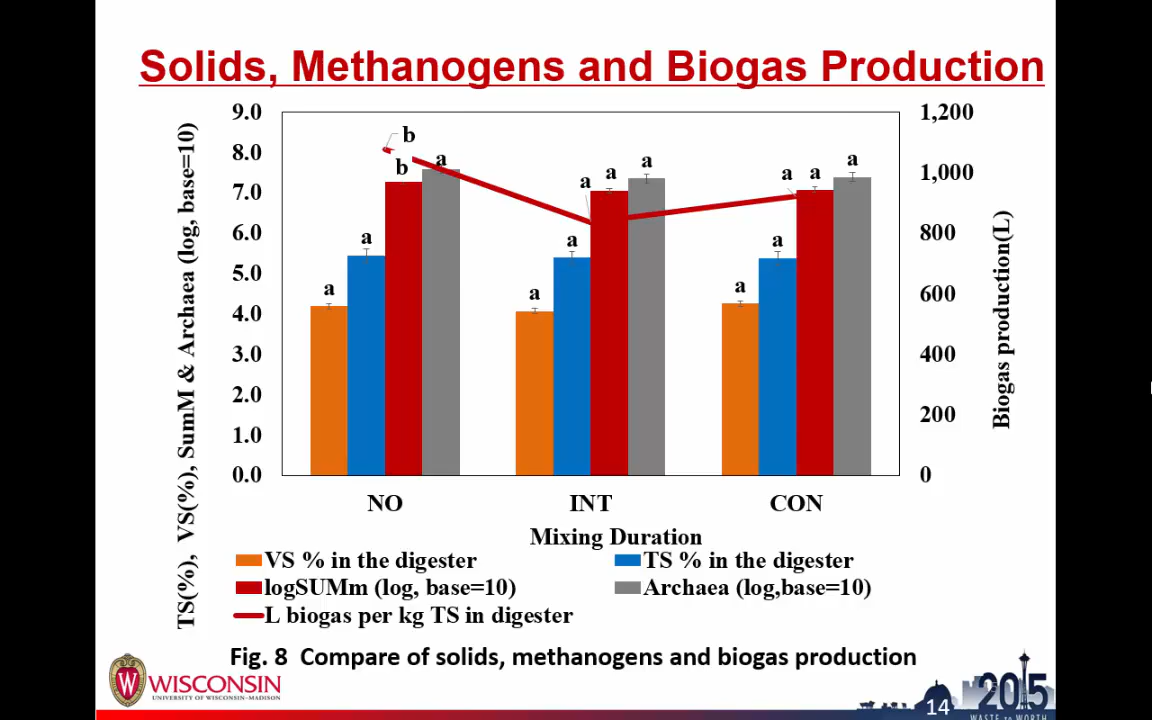 Solids, Methanogens and Biogas Production
TS(%), VS(%), SumM & Archaea (log, base=10)
9.0
8.0
7.0
6.0
5.0
4.0
3.0
2.0
1.0
0.0
b
b a
a
a
a a a
a
a
a a a
a
a
1,200
1,000
800
600
400
200
0
Biogas production(L)
NO INT CON
Mixing Duration
VS % in the digester TS % in the digester
logSUMm (log, base=10) Archaea (log,base=10)
L biogas per kg TS in digester
Fig. 8 Compare of solids, methanogens and biogas production
W WISCONSIN
UNIVERSITY OF WISCONSIN-MADISON
14
2015
WASTE to WORTH